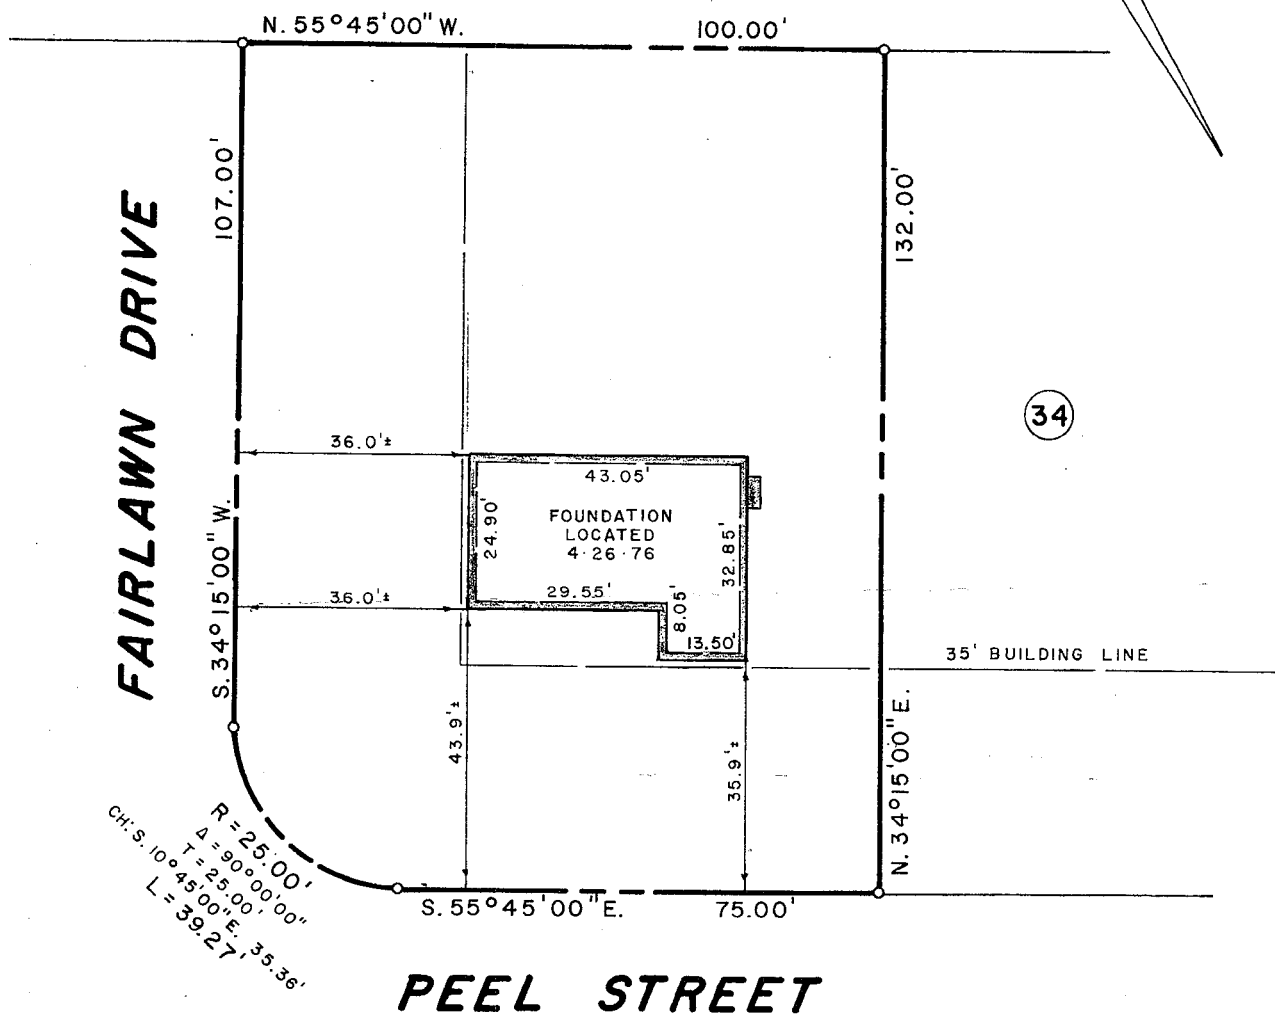 N. 55°45'00" W. 100.00'
107.00'
132.00'
FAIRLAWN DRIVE
34
36.0'±
43.05'
FOUNDATION
LOCATED
4·26·76
24.90'
32.85'
29.55'
8.05'
13.50'
36.0'±
S. 34°15'00" W.
35' BUILDING LINE
43.9'±
35.9'±
N. 34°15'00" E.
R = 25.00'
Δ = 90°00'00"
T = 25.00'
CH: S. 10°45'00"E. 35.36'
L = 39.27'
S. 55°45'00"E. 75.00'
PEEL STREET